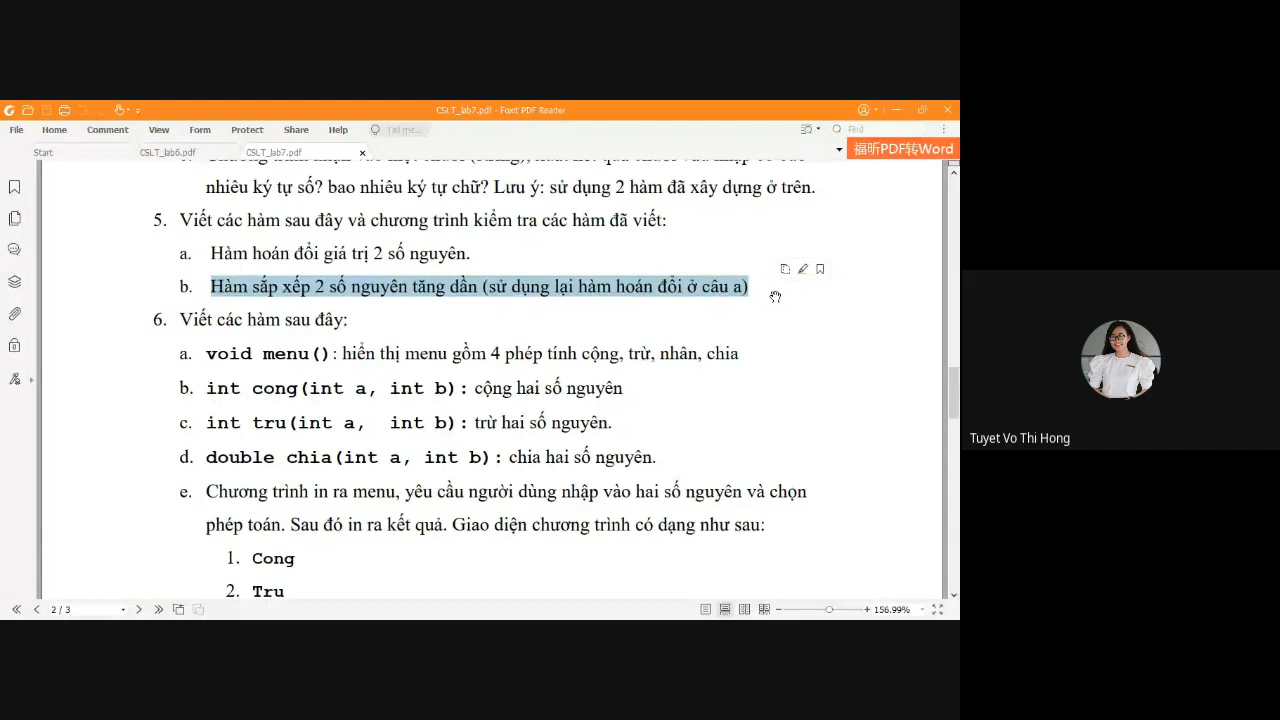 CSLT_lab7.pdf - Foxit PDF Reader
File Home Comment View Form Protect Share Help Tell me... Find
Start CSLT_lab6.pdf CSLT_lab7.pdf
福昕PDF转Word
nhiêu ký tự số? bao nhiêu ký tự chữ? Lưu ý: sử dụng 2 hàm đã xây dựng ở trên.
5. Viết các hàm sau đây và chương trình kiểm tra các hàm đã viết:
a. Hàm hoán đổi giá trị 2 số nguyên.
b. Hàm sắp xếp 2 số nguyên tăng dần (sử dụng lại hàm hoán đổi ở câu a)
6. Viết các hàm sau đây:
a. void menu(): hiển thị menu gồm 4 phép tính cộng, trừ, nhân, chia
b. int cong(int a, int b): cộng hai số nguyên
c. int tru(int a, int b): trừ hai số nguyên.
d. double chia(int a, int b): chia hai số nguyên.
e. Chương trình in ra menu, yêu cầu người dùng nhập vào hai số nguyên và chọn
phép toán. Sau đó in ra kết quả. Giao diện chương trình có dạng như sau:
1. Cong
2. Tru
2 / 3
156.99%
Tuyet Vo Thi Hong